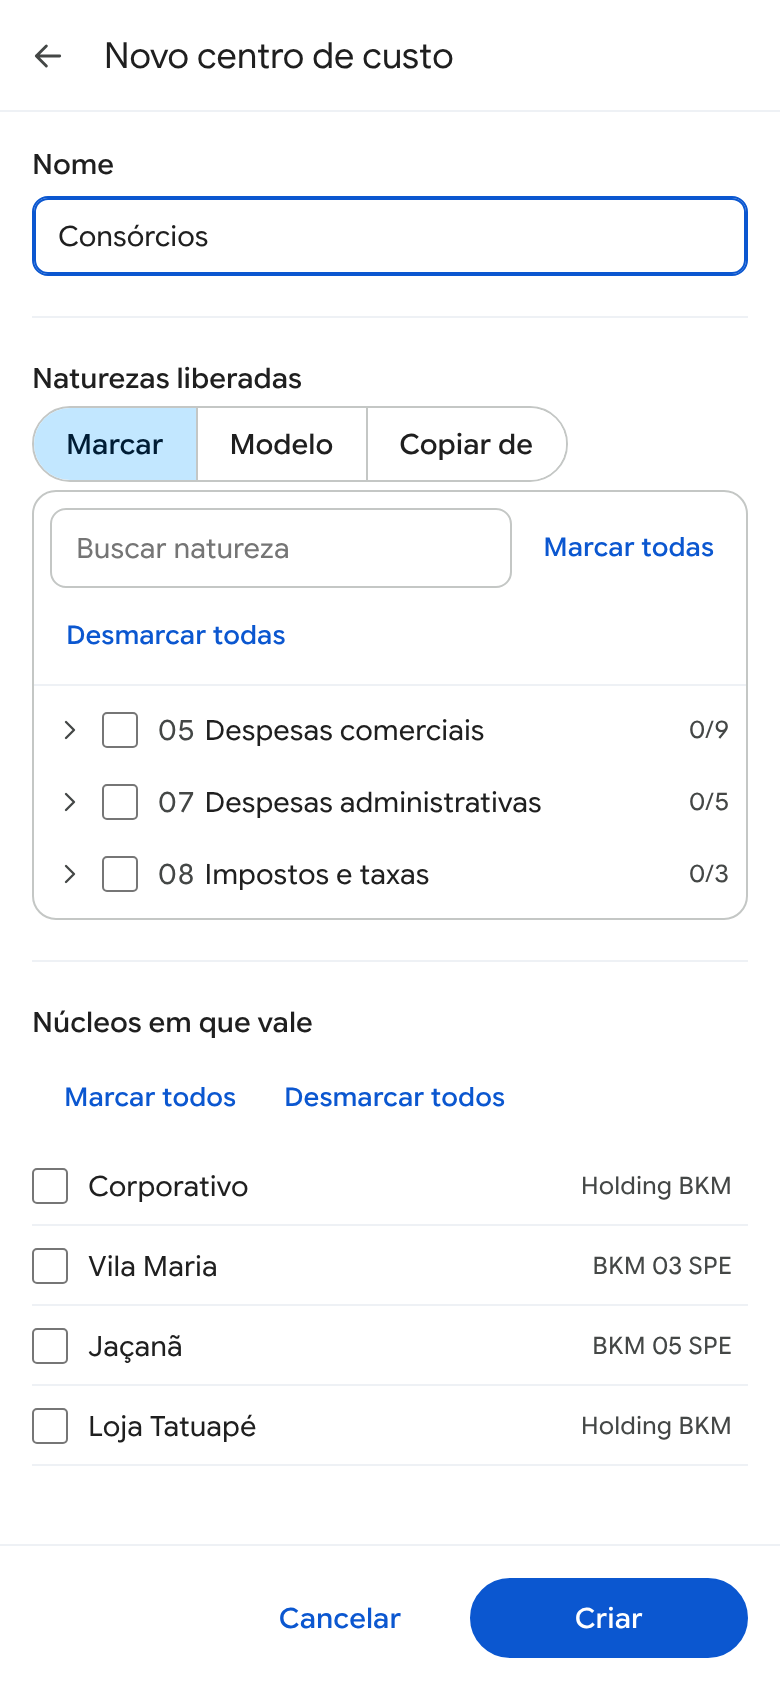 Novo centro de custo
Nome
Consórcios
Naturezas liberadas
Marcar Modelo Copiar de
Buscar natureza Marcar todas
Desmarcar todas
05 Despesas comerciais 0/9
07 Despesas administrativas 0/5
08 Impostos e taxas 0/3
Núcleos em que vale
Marcar todos Desmarcar todos
Corporativo Holding BKM
Vila Maria BKM 03 SPE
Jaçanã BKM 05 SPE
Loja Tatuapé Holding BKM
Cancelar Criar